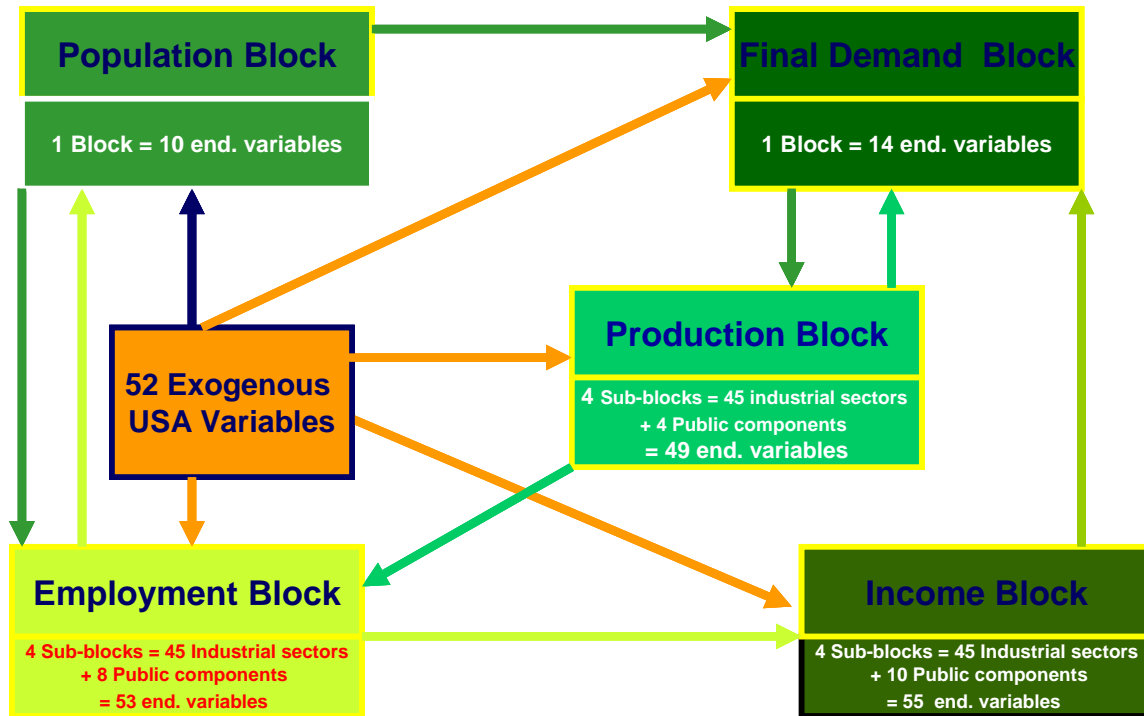 Population Block
1 Block = 10 end. variables
Final Demand Block
1 Block = 14 end. variables
52 Exogenous
USA Variables
Production Block
4 Sub-blocks = 45 industrial sectors
+ 4 Public components
= 49 end. variables
Employment Block
4 Sub-blocks = 45 Industrial sectors
+ 8 Public components
= 53 end. variables
Income Block
4 Sub-blocks = 45 Industrial sectors
+ 10 Public components
= 55 end. variables